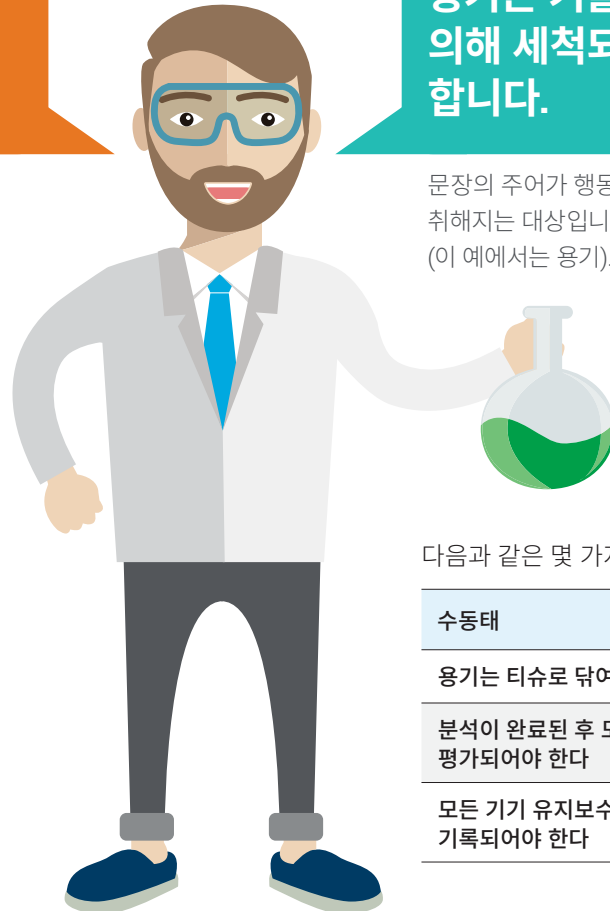 의해 세척되
합니다.
문장의 주어가 행동
취해지는 대상입니
(이 예에서는 용기).
다음과 같은 몇 가지
수동태
용기는 티슈로 닦여
분석이 완료된 후 모
평가되어야 한다
모든 기기 유지보수
기록되어야 한다